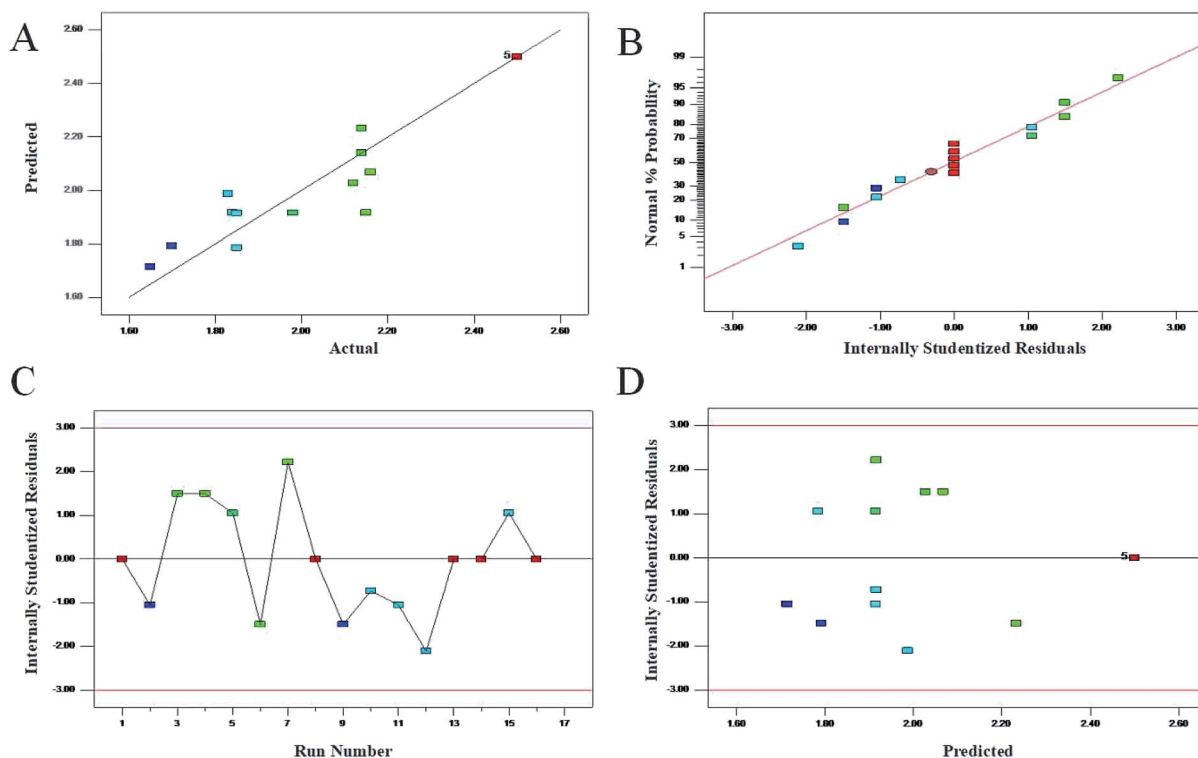 A
2.60
2.40
2.20
2.00
1.80
1.60
Predicted
5
1.60 1.80 2.00 2.20 2.40 2.60
Actual
B
99
95
90
80
70
50
30
20
10
5
1
Normal % Probability
-3.00 -2.00 -1.00 0.00 1.00 2.00 3.00
Internally Studentized Residuals
C
3.00
2.00
1.00
0.00
-1.00
-2.00
-3.00
Internally Studentized Residuals
1 3 5 7 9 11 13 15 17
Run Number
D
3.00
2.00
1.00
0.00
-1.00
-2.00
-3.00
Internally Studentized Residuals
5
1.60 1.80 2.00 2.20 2.40 2.60
Predicted